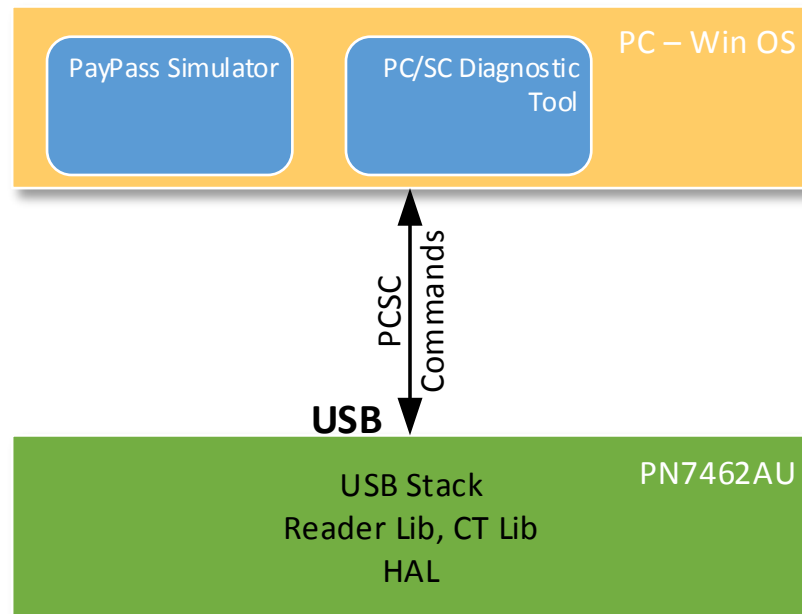 PC – Win OS
PayPass Simulator
PC/SC Diagnostic
Tool
PCSC
Commands
USB
PN7462AU
USB Stack
Reader Lib, CT Lib
HAL